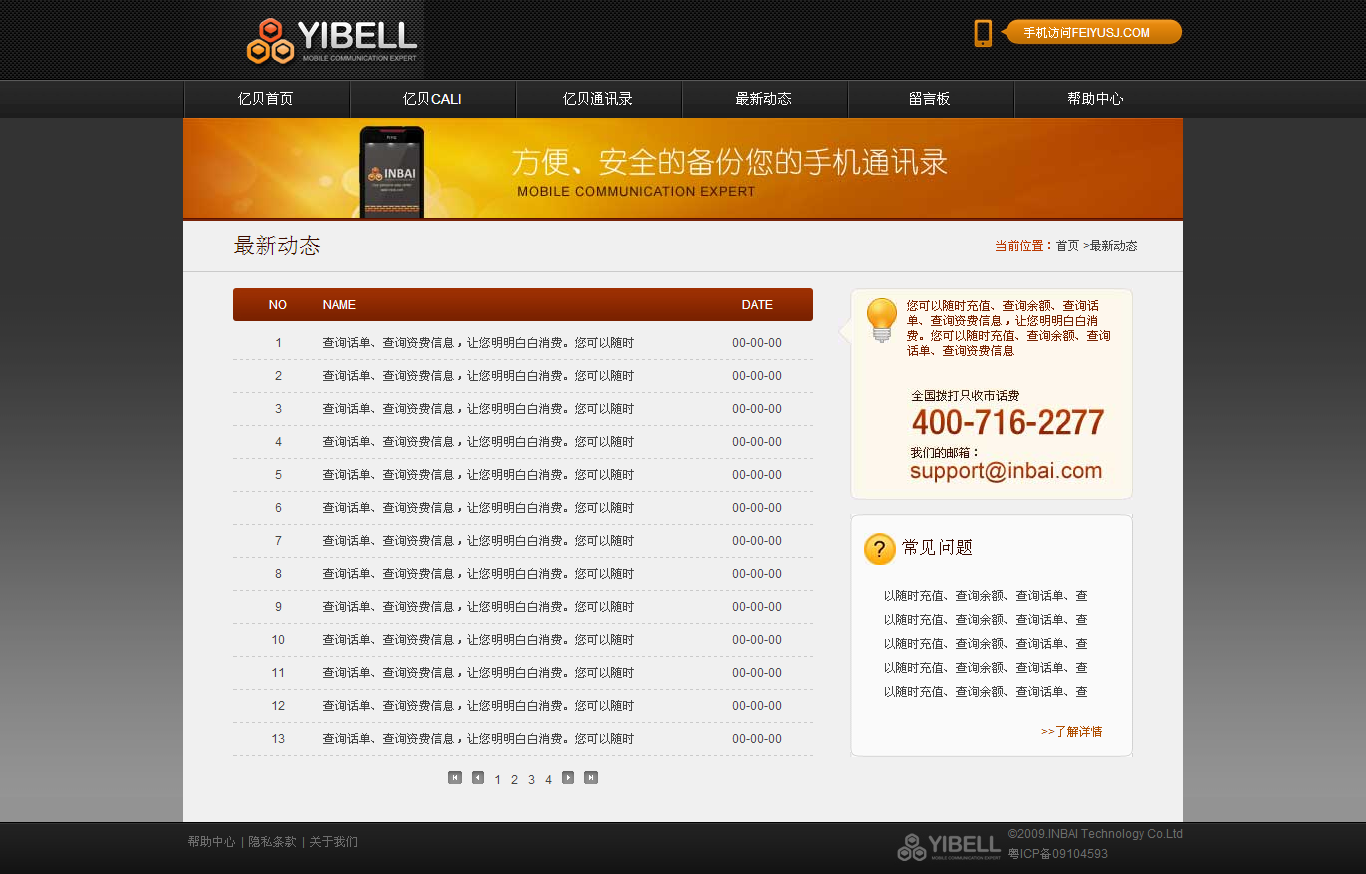 YIBELL
MOBILE COMMUNICATION EXPERT
手机访问FEIYUSJ.COM
亿贝首页 亿贝CALI 亿贝通讯录 最新动态 留言板 帮助中心
INBAI
方便、安全的备份您的手机通讯录
MOBILE COMMUNICATION EXPERT
最新动态
当前位置：首页 >最新动态
NO NAME DATE
1 查询话单、查询资费信息，让您明明白白消费。您可以随时 00-00-00
2 查询话单、查询资费信息，让您明明白白消费。您可以随时 00-00-00
3 查询话单、查询资费信息，让您明明白白消费。您可以随时 00-00-00
4 查询话单、查询资费信息，让您明明白白消费。您可以随时 00-00-00
5 查询话单、查询资费信息，让您明明白白消费。您可以随时 00-00-00
6 查询话单、查询资费信息，让您明明白白消费。您可以随时 00-00-00
7 查询话单、查询资费信息，让您明明白白消费。您可以随时 00-00-00
8 查询话单、查询资费信息，让您明明白白消费。您可以随时 00-00-00
9 查询话单、查询资费信息，让您明明白白消费。您可以随时 00-00-00
10 查询话单、查询资费信息，让您明明白白消费。您可以随时 00-00-00
11 查询话单、查询资费信息，让您明明白白消费。您可以随时 00-00-00
12 查询话单、查询资费信息，让您明明白白消费。您可以随时 00-00-00
13 查询话单、查询资费信息，让您明明白白消费。您可以随时 00-00-00
1 2 3 4
您可以随时充值、查询余额、查询话
单、查询资费信息，让您明明白白消
费。您可以随时充值、查询余额、查询
话单、查询资费信息
全国拨打只收市话费
400-716-2277
我们的邮箱：
support@inbai.com
? 常见问题
以随时充值、查询余额、查询话单、查
以随时充值、查询余额、查询话单、查
以随时充值、查询余额、查询话单、查
以随时充值、查询余额、查询话单、查
以随时充值、查询余额、查询话单、查
>>了解详情
帮助中心 | 隐私条款 | 关于我们
YIBELL
MOBILE COMMUNICATION EXPERT
©2009.INBAI Technology Co.Ltd
粤ICP备09104593